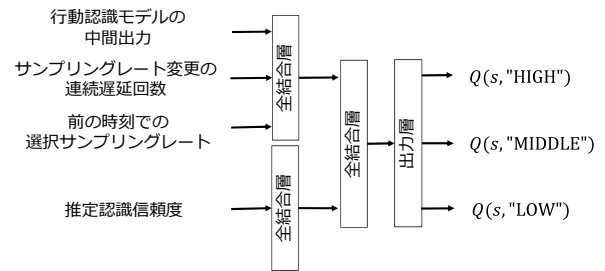 行動認識モデルの
中間出力
サンプリングレート変更の
連続遅延回数
前の時刻での
選択サンプリングレート
推定認識信頼度
全結合層
全結合層
全結合層
出力層
Q(s, "HIGH")
Q(s, "MIDDLE")
Q(s, "LOW")